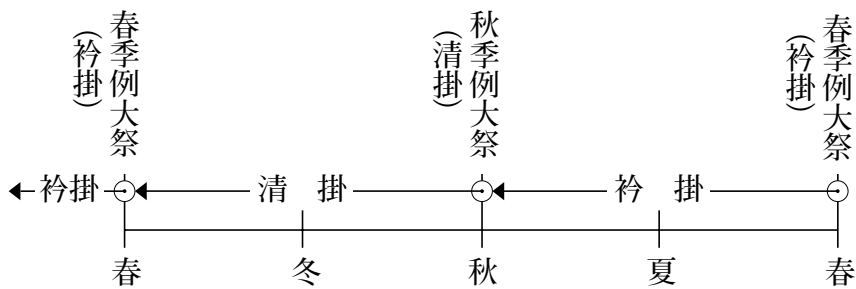 春季例大祭
（衿掛）
秋季例大祭
（清掛）
春季例大祭
（衿掛）
衿　掛
清　掛
衿掛
春
夏
秋
冬
春